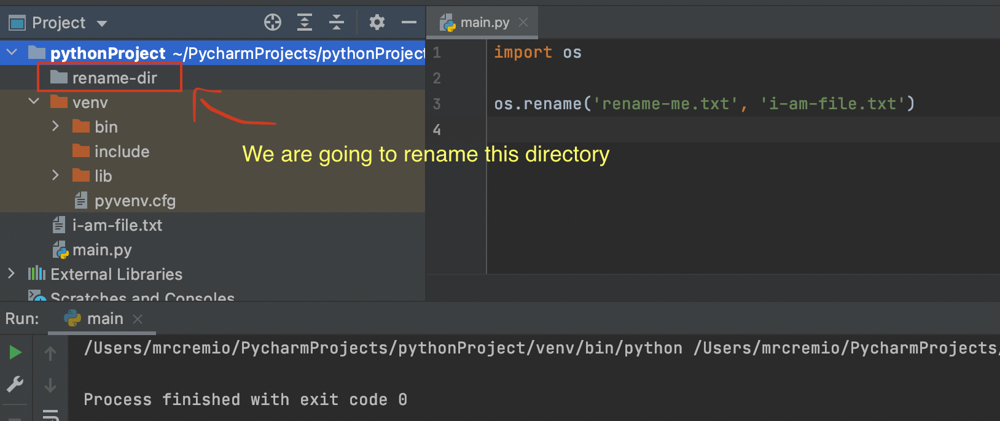 Project
main.py
pythonProject ~/PycharmProjects/pythonProject
1 import os
rename-dir
2
venv
3 os.rename('rename-me.txt', 'i-am-file.txt')
bin
4
include
We are going to rename this directory
lib
pyvenv.cfg
i-am-file.txt
main.py
External Libraries
Scratches and Consoles
Run: main
/Users/mrcremio/PycharmProjects/pythonProject/venv/bin/python /Users/mrcremio/PycharmProjects/
Process finished with exit code 0